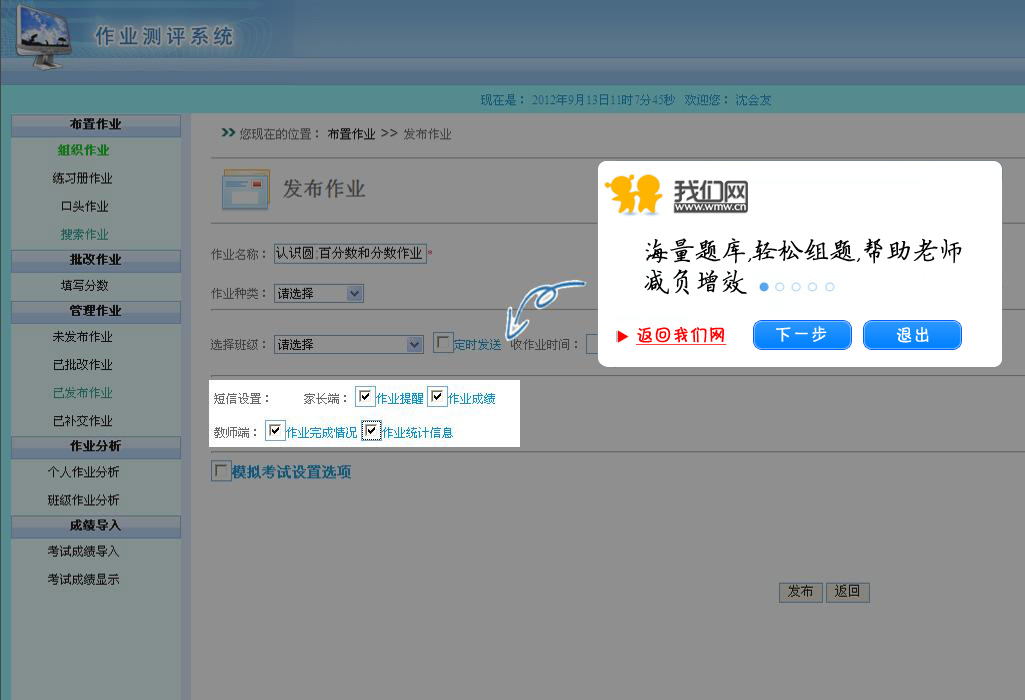 作业测评系统
现在是： 2012年9月13日11时7分45秒 欢迎您： 沈会友
布置作业
组织作业
练习册作业
口头作业
搜索作业
批改作业
填写分数
管理作业
未发布作业
已批改作业
已发布作业
已补交作业
作业分析
个人作业分析
班级作业分析
成绩导入
考试成绩导入
考试成绩显示
>> 您现在的位置： 布置作业 >> 发布作业
发布作业
作业名称： 认识圆,百分数和分数作业 *
作业种类： 请选择
选择班级： 请选择 定时发送 收作业时间：
短信设置： 家长端： 作业提醒 作业成绩
教师端： 作业完成情况 作业统计信息
模拟考试设置选项
发布 返回
我们网
www.wmw.cn
海量题库,轻松组题,帮助老师
减负增效
返回我们网 下一步 退出